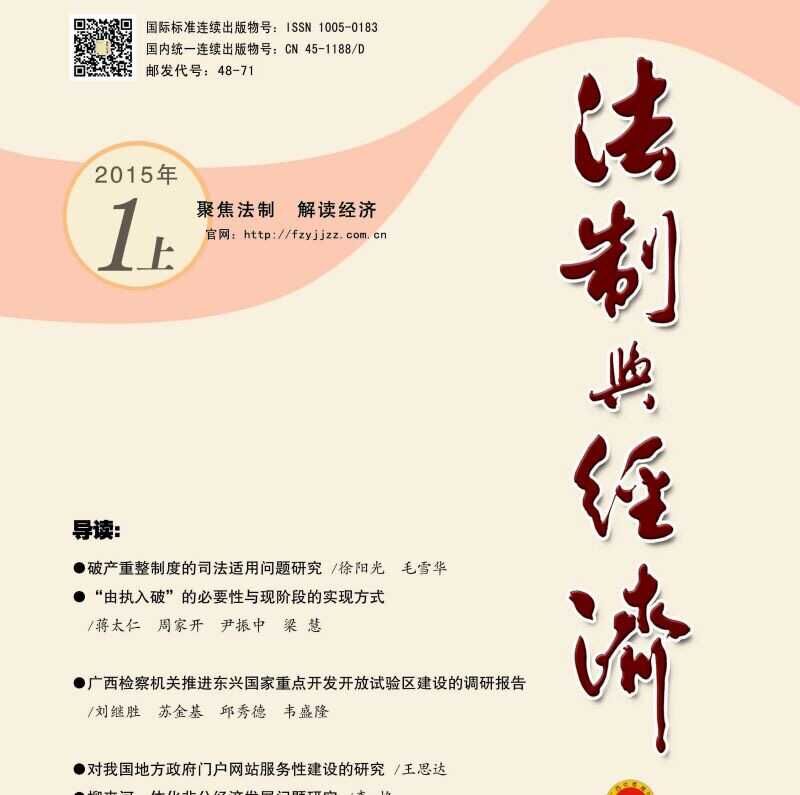 国际标准连续出版物号：ISSN 1005-0183
国内统一连续出版物号：CN 45-1188/D
邮发代号：48-71
2015年
1上
聚焦法制 解读经济
官网：http://fzyjjzz.com.cn
法制與經濟
导读：
●破产重整制度的司法适用问题研究 /徐阳光 毛雪华
●“由执入破”的必要性与现阶段的实现方式
/蒋太仁 周家开 尹振中 梁 慧
●广西检察机关推进东兴国家重点开发开放试验区建设的调研报告
/刘继胜 苏金基 邱秀德 韦盛隆
●对我国地方政府门户网站服务性建设的研究 /王思达